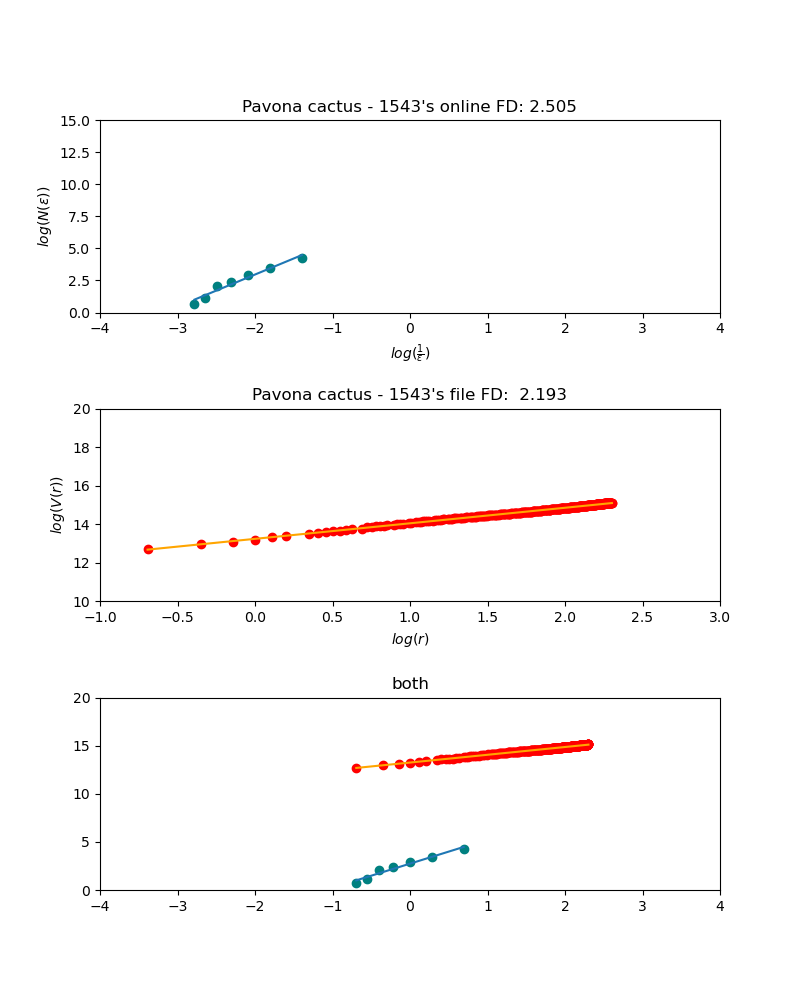 Pavona cactus - 1543's online FD: 2.505
15.0
12.5
10.0
7.5
5.0
2.5
0.0
log(N(ε))
−4 −3 −2 −1 0 1 2 3 4
log(1/ε)
Pavona cactus - 1543's file FD:  2.193
20
18
16
14
12
10
log(V(r))
−1.0 −0.5 0.0 0.5 1.0 1.5 2.0 2.5 3.0
log(r)
both
20
15
10
5
0
−4 −3 −2 −1 0 1 2 3 4